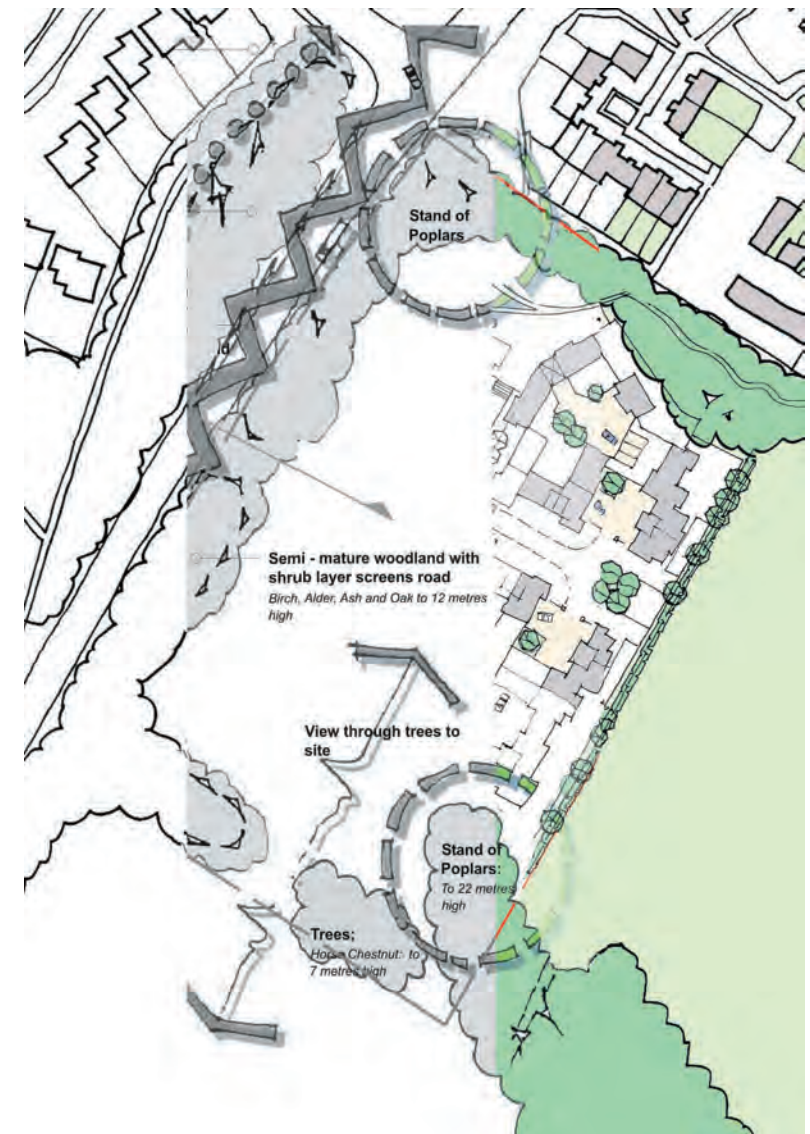 Stand of
Poplars
Semi - mature woodland with
shrub layer screens road
Birch, Alder, Ash and Oak to 12 metres
high
View through trees to
site
Stand of
Poplars:
To 22 metres
high
Trees;
Horse Chestnut to
7 metres high